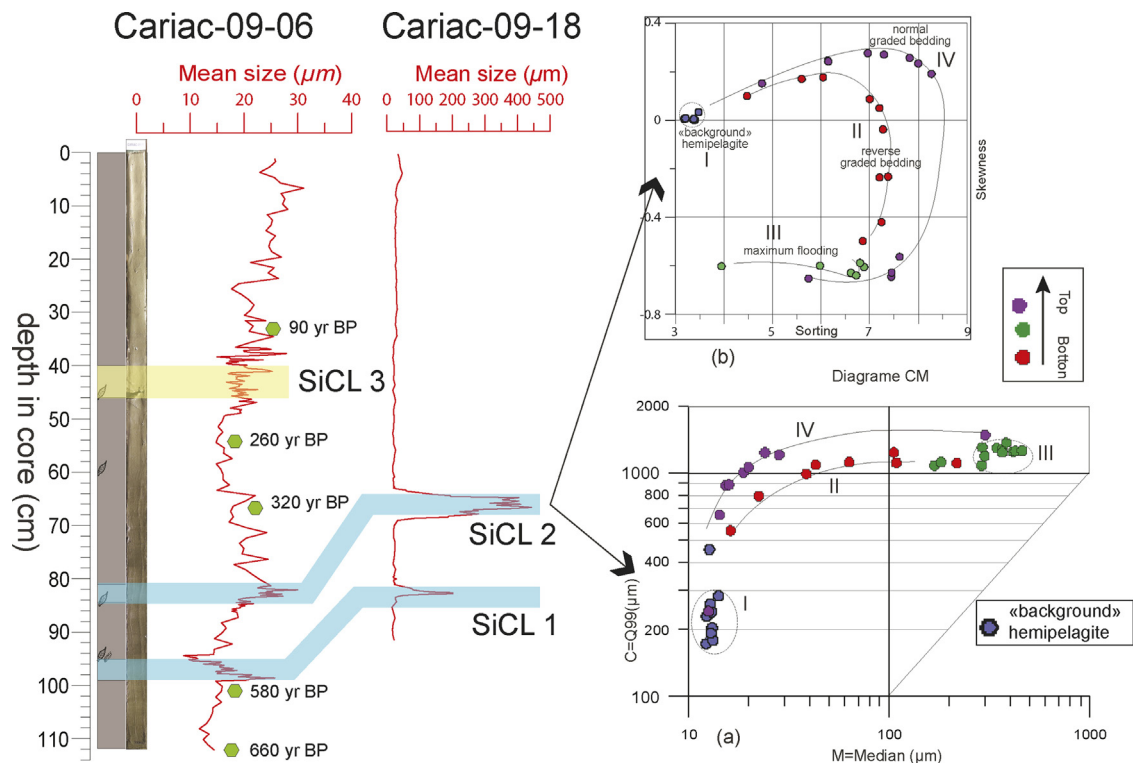 Cariac-09-06
Cariac-09-18
Mean size (µm)
0 10 20 30 40
Mean size (µm)
0 100 200 300 400 500
depth in core (cm)
0
10
20
30
40
50
60
70
80
90
100
110
90 yr BP
SiCL 3
260 yr BP
320 yr BP
SiCL 2
SiCL 1
580 yr BP
660 yr BP
0.4
0
-0.4
-0.8
3 5 7 9
Sorting
Skewness
normal
graded bedding
IV
«background»
hemipelagite
I
II
reverse
graded bedding
III
maximum flooding
(b)
Top
Botton
Diagrame CM
2000
1000
800
600
400
200
100
C=Q99(µm)
IV
II
III
I
«background»
hemipelagite
(a)
10 100 1000
M=Median (µm)